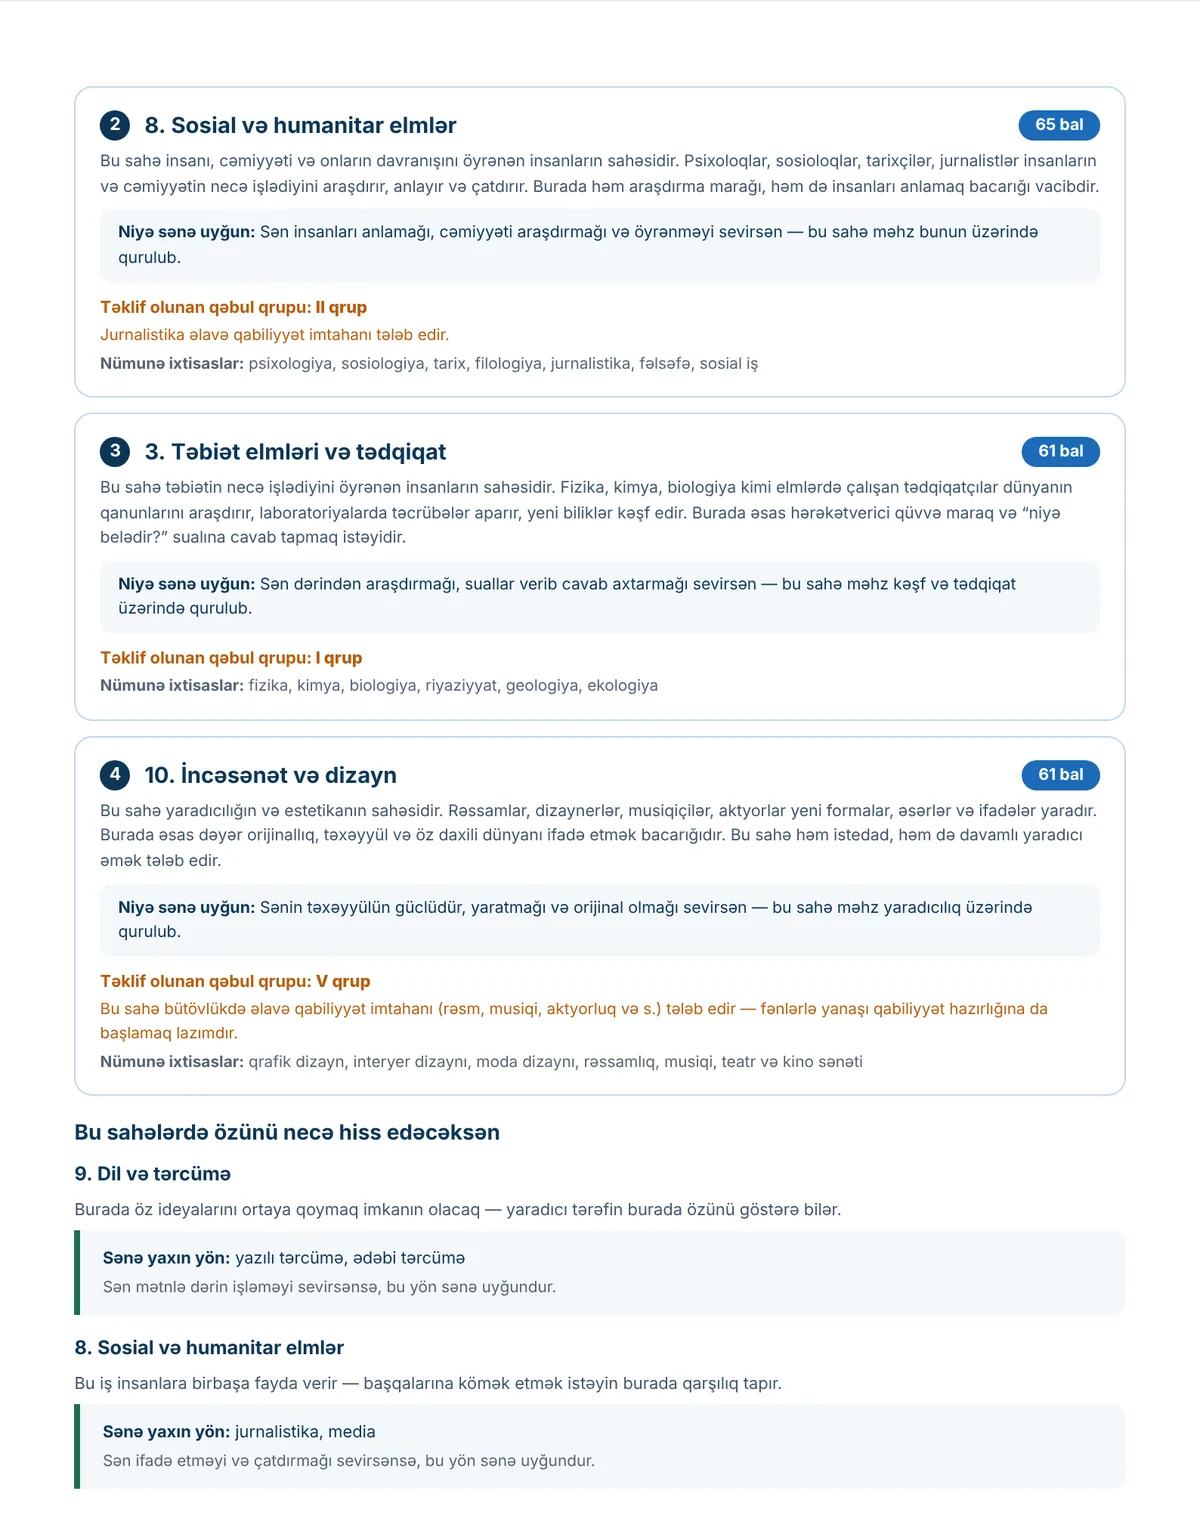 2 8. Sosial və humanitar elmlər 65 bal
Bu sahə insanı, cəmiyyəti və onların davranışını öyrənən insanların sahəsidir. Psixoloqlar, sosioloqlar, tarixçilər, jurnalistlər insanların
və cəmiyyətin necə işlədiyini araşdırır, anlayır və çatdırır. Burada həm araşdırma marağı, həm də insanları anlamaq bacarığı vacibdir.
Niyə sənə uyğun: Sən insanları anlamağı, cəmiyyəti araşdırmağı və öyrənməyi sevirsən — bu sahə məhz bunun üzərində
qurulub.
Təklif olunan qəbul qrupu: II qrup
Jurnalistika əlavə qabiliyyət imtahanı tələb edir.
Nümunə ixtisaslar: psixologiya, sosiologiya, tarix, filologiya, jurnalistika, fəlsəfə, sosial iş
3 3. Təbiət elmləri və tədqiqat 61 bal
Bu sahə təbiətin necə işlədiyini öyrənən insanların sahəsidir. Fizika, kimya, biologiya kimi elmlərdə çalışan tədqiqatçılar dünyanın
qanunlarını araşdırır, laboratoriyalarda təcrübələr aparır, yeni biliklər kəşf edir. Burada əsas hərəkətverici qüvvə maraq və “niyə
belədir?” sualına cavab tapmaq istəyidir.
Niyə sənə uyğun: Sən dərindən araşdırmağı, suallar verib cavab axtarmağı sevirsən — bu sahə məhz kəşf və tədqiqat
üzərində qurulub.
Təklif olunan qəbul qrupu: I qrup
Nümunə ixtisaslar: fizika, kimya, biologiya, riyaziyyat, geologiya, ekologiya
4 10. İncəsənət və dizayn 61 bal
Bu sahə yaradıcılığın və estetikanın sahəsidir. Rəssamlar, dizaynerlər, musiqiçilər, aktyorlar yeni formalar, əsərlər və ifadələr yaradır.
Burada əsas dəyər orijinallıq, təxəyyül və öz daxili dünyanı ifadə etmək bacarığıdır. Bu sahə həm istedad, həm də davamlı yaradıcı
əmək tələb edir.
Niyə sənə uyğun: Sənin təxəyyülün güclüdür, yaratmağı və orijinal olmağı sevirsən — bu sahə məhz yaradıcılıq üzərində
qurulub.
Təklif olunan qəbul qrupu: V qrup
Bu sahə bütövlükdə əlavə qabiliyyət imtahanı (rəsm, musiqi, aktyorluq və s.) tələb edir — fənlərlə yanaşı qabiliyyət hazırlığına da
başlamaq lazımdır.
Nümunə ixtisaslar: qrafik dizayn, interyer dizaynı, moda dizaynı, rəssamlıq, musiqi, teatr və kino sənəti
Bu sahələrdə özünü necə hiss edəcəksən
9. Dil və tərcümə
Burada öz ideyalarını ortaya qoymaq imkanın olacaq — yaradıcı tərəfin burada özünü göstərə bilər.
Sənə yaxın yön: yazılı tərcümə, ədəbi tərcümə
Sən mətnlə dərin işləməyi sevirsənsə, bu yön sənə uyğundur.
8. Sosial və humanitar elmlər
Bu iş insanlara birbaşa fayda verir — başqalarına kömək etmək istəyin burada qarşılıq tapır.
Sənə yaxın yön: jurnalistika, media
Sən ifadə etməyi və çatdırmağı sevirsənsə, bu yön sənə uyğundur.